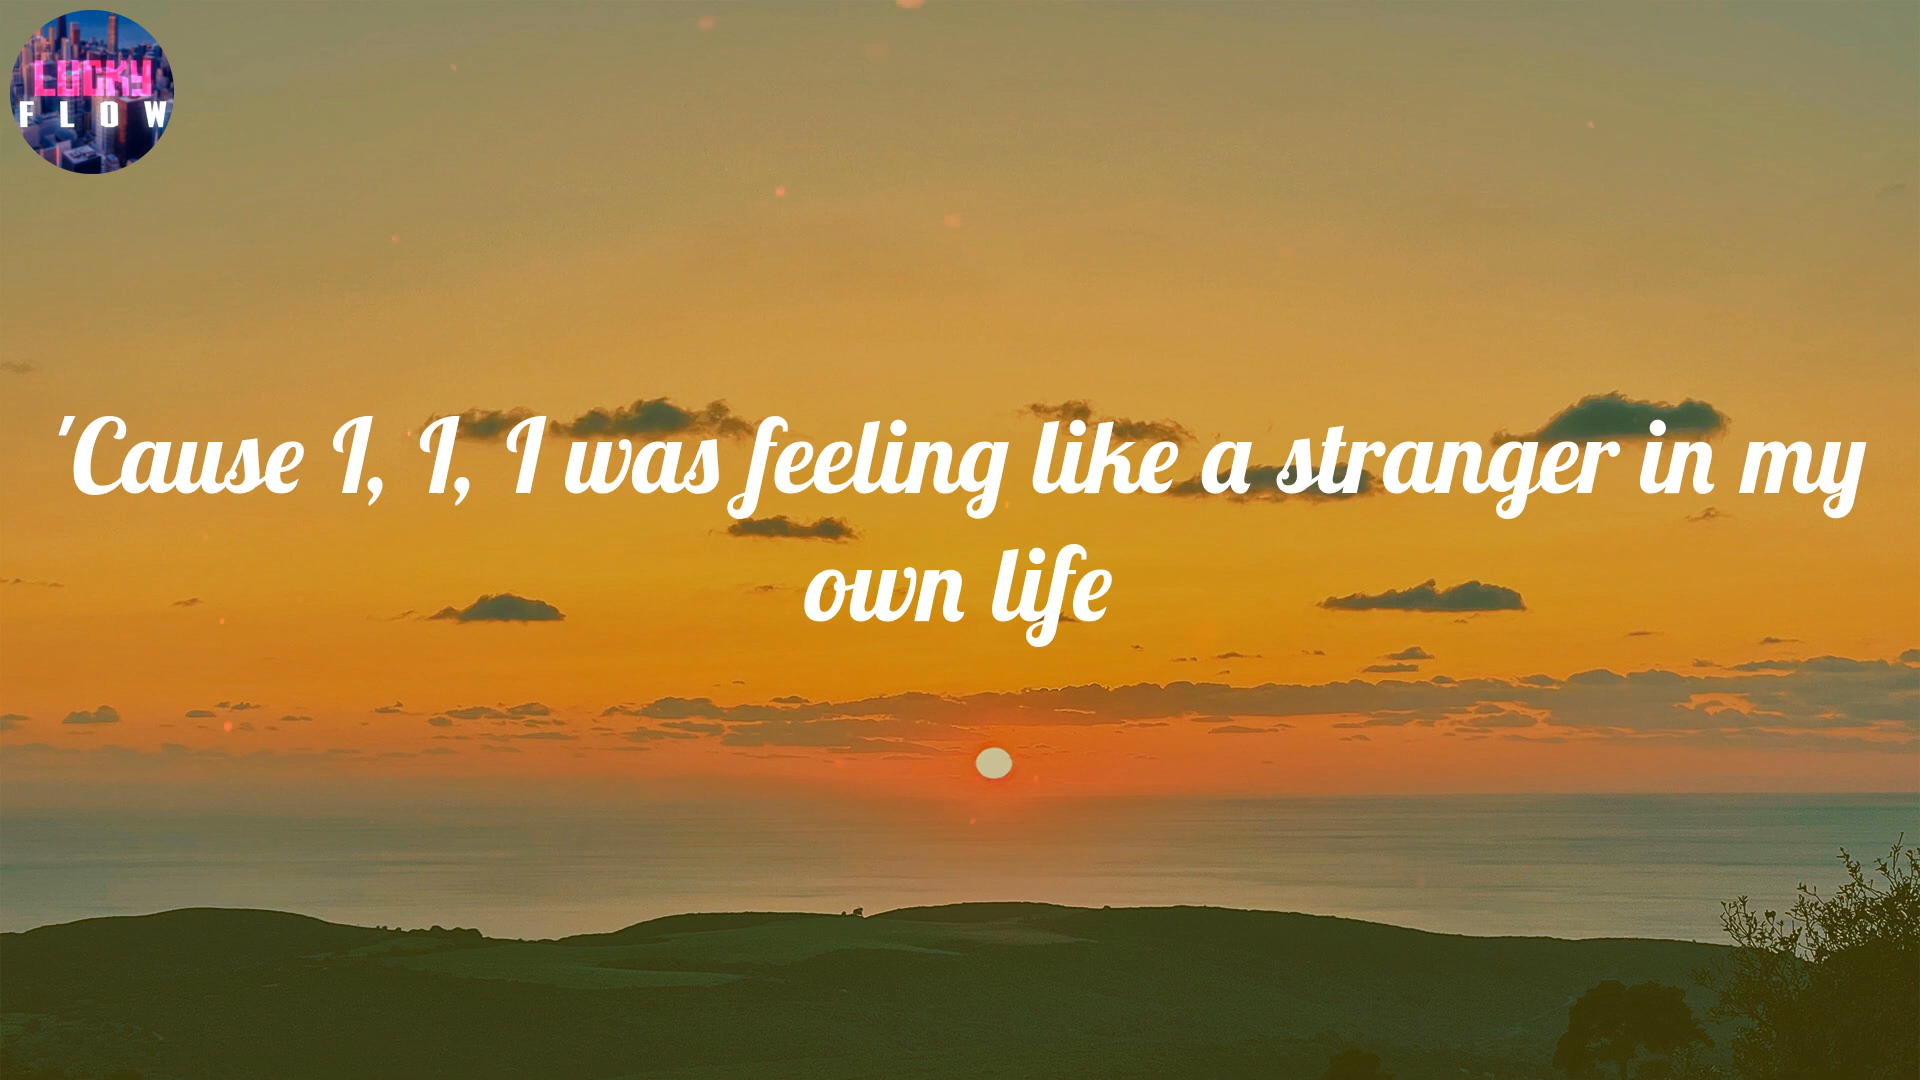 LUCKY
FLOW
'Cause I, I, I was feeling like a stranger in my
own life